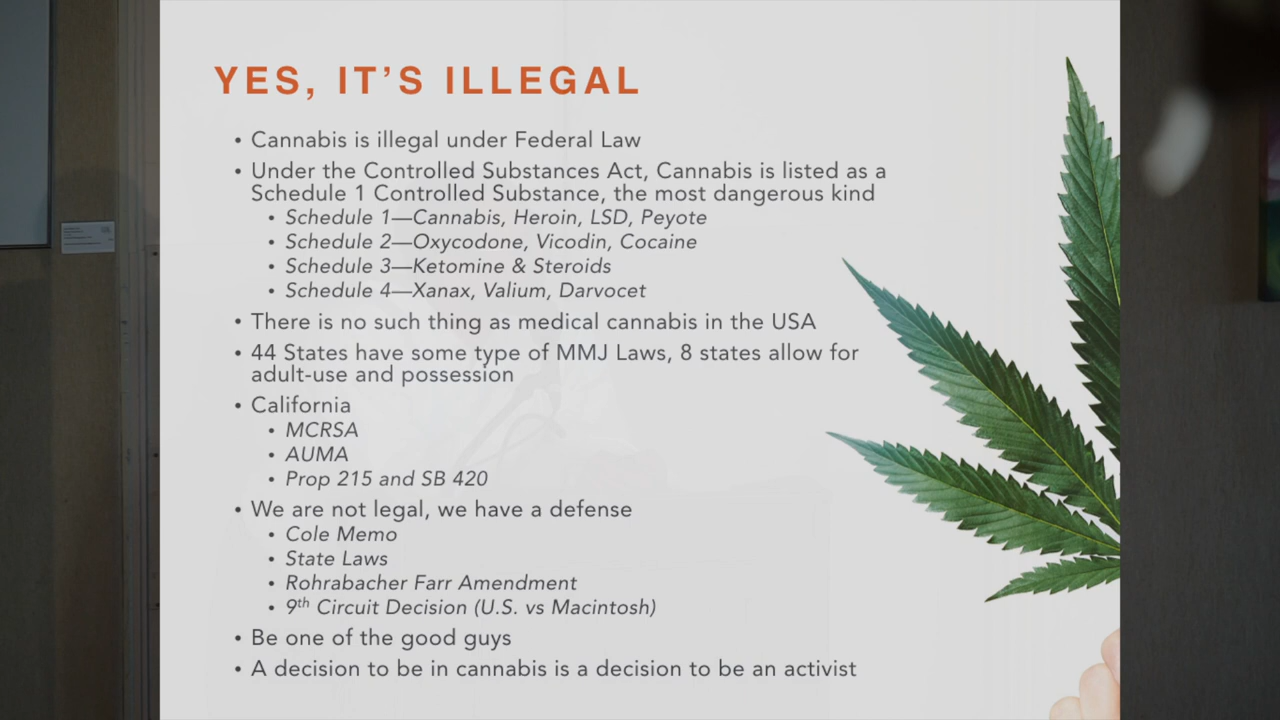 YES, IT'S ILLEGAL
• Cannabis is illegal under Federal Law
• Under the Controlled Substances Act, Cannabis is listed as a
Schedule 1 Controlled Substance, the most dangerous kind
• Schedule 1—Cannabis, Heroin, LSD, Peyote
• Schedule 2—Oxycodone, Vicodin, Cocaine
• Schedule 3—Ketomine & Steroids
• Schedule 4—Xanax, Valium, Darvocet
• There is no such thing as medical cannabis in the USA
• 44 States have some type of MMJ Laws, 8 states allow for
adult-use and possession
• California
• MCRSA
• AUMA
• Prop 215 and SB 420
• We are not legal, we have a defense
• Cole Memo
• State Laws
• Rohrabacher Farr Amendment
• 9th Circuit Decision (U.S. vs Macintosh)
• Be one of the good guys
• A decision to be in cannabis is a decision to be an activist